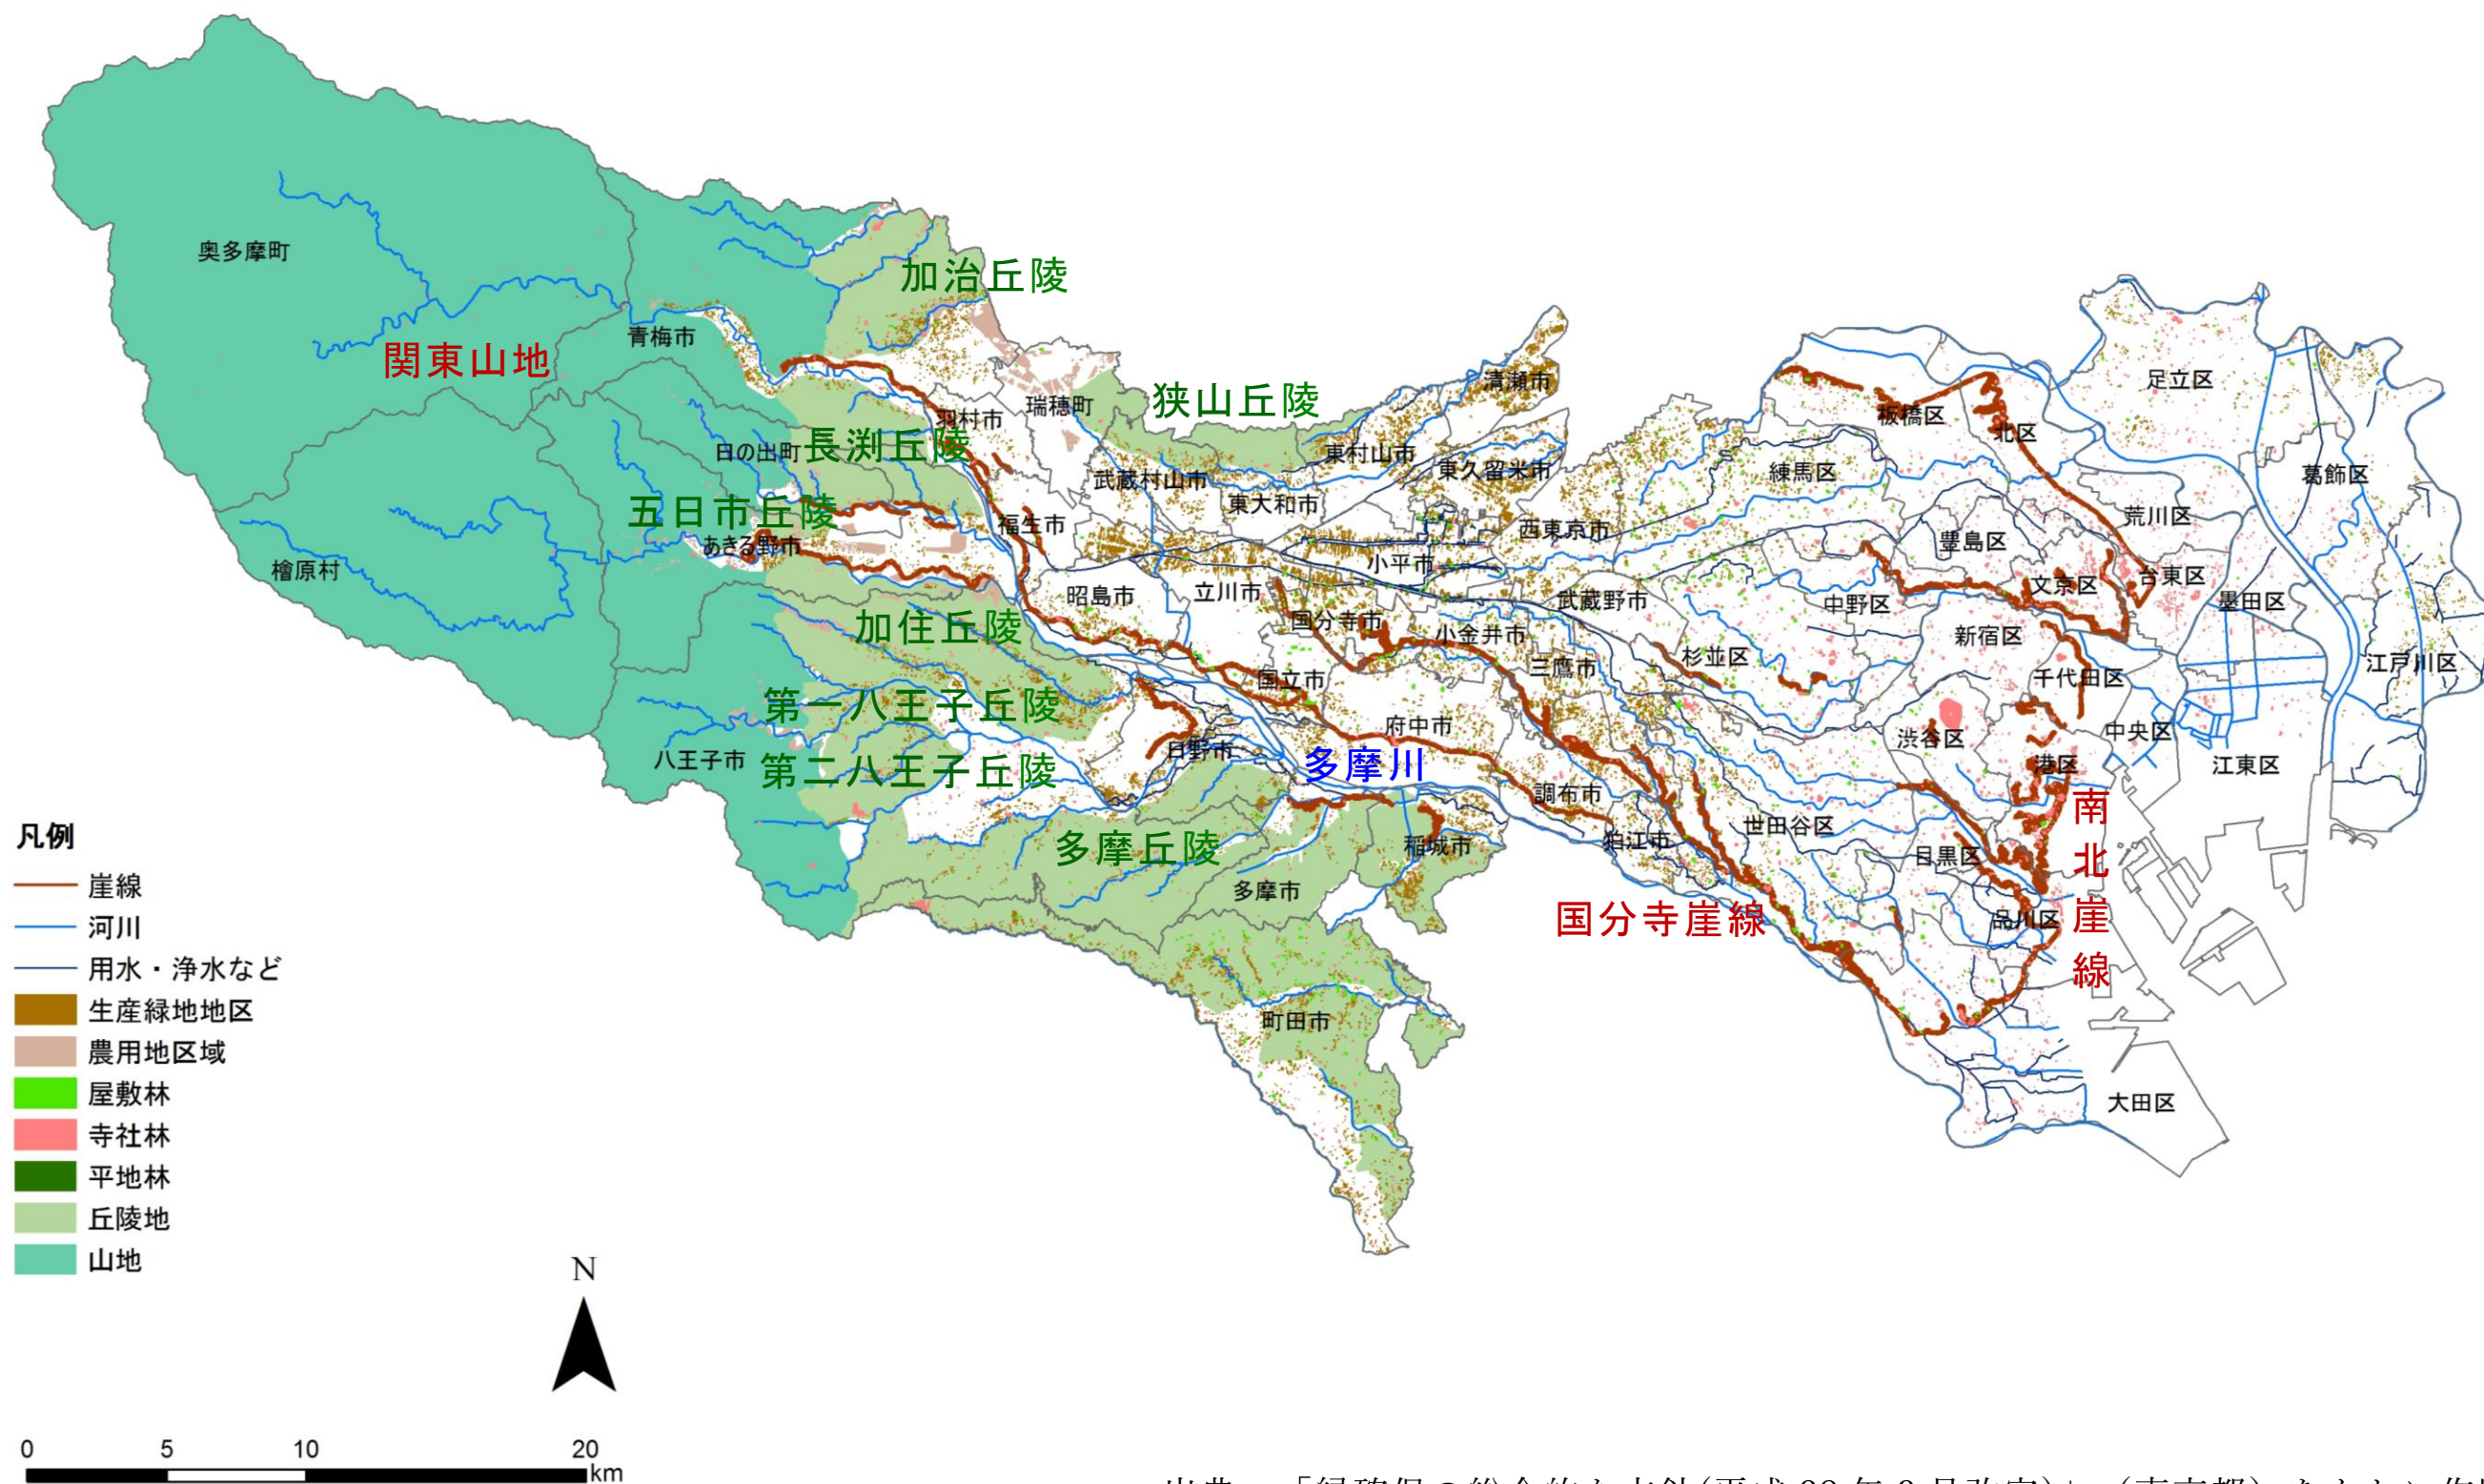 奥多摩町
関東山地
青梅市
加治丘陵
羽村市
瑞穂町
狭山丘陵
清瀬市
日の出町
長渕丘陵
武蔵村山市
東村山市
東久留米市
東大和市
五日市丘陵
あきる野市
福生市
檜原村
昭島市
立川市
小平市
西東京市
国分寺市
小金井市
武蔵野市
三鷹市
加住丘陵
第一八王子丘陵
第二八王子丘陵
八王子市
日野市
国立市
府中市
多摩川
調布市
狛江市
多摩丘陵
多摩市
稲城市
町田市
国分寺崖線
板橋区
北区
足立区
練馬区
葛飾区
荒川区
豊島区
文京区
台東区
墨田区
中野区
新宿区
杉並区
千代田区
江戸川区
渋谷区
中央区
港区
江東区
世田谷区
目黒区
品川区
南北崖線
大田区
凡例
崖線
河川
用水・浄水など
生産緑地地区
農用地区域
屋敷林
寺社林
平地林
丘陵地
山地
N
0 5 10 20
km